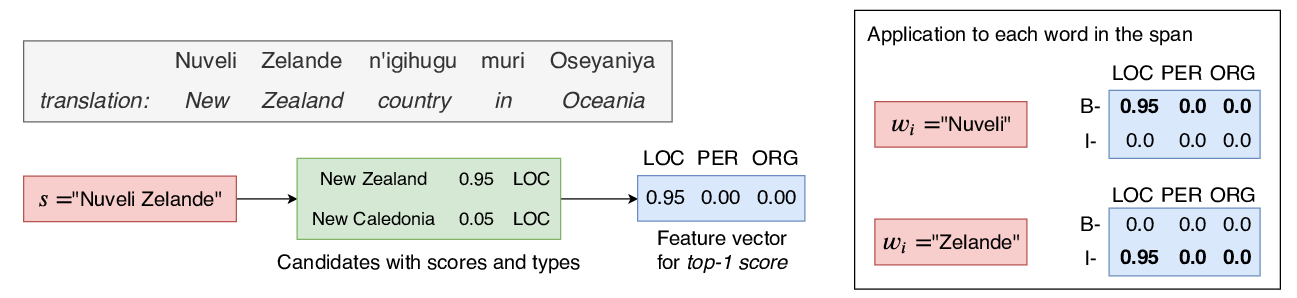 Nuveli Zelande n'igihugu muri Oseyaniya
translation: New Zealand country in Oceania
s ="Nuveli Zelande"
New Zealand 0.95 LOC
New Caledonia 0.05 LOC
Candidates with scores and types
LOC PER ORG
0.95 0.00 0.00
Feature vector
for top-1 score
Application to each word in the span
LOC PER ORG
w_i ="Nuveli"
B- 0.95 0.0 0.0
I- 0.0 0.0 0.0
LOC PER ORG
w_i ="Zelande"
B- 0.0 0.0 0.0
I- 0.95 0.0 0.0